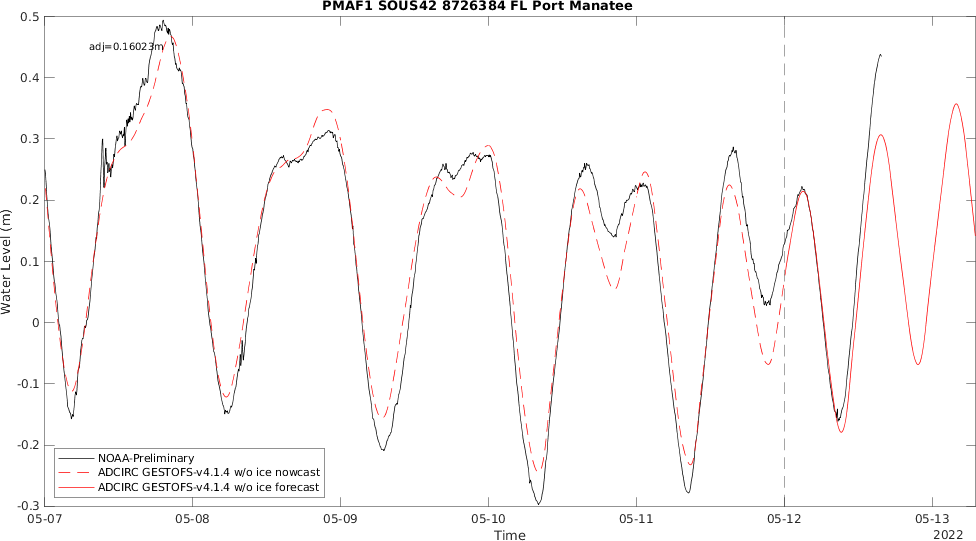 PMAF1 SOUS42 8726384 FL Port Manatee
adj=0.16023m
Water Level (m)
0.5
0.4
0.3
0.2
0.1
0
-0.1
-0.2
-0.3
NOAA-Preliminary
ADCIRC GESTOFS-v4.1.4 w/o ice nowcast
ADCIRC GESTOFS-v4.1.4 w/o ice forecast
05-07 05-08 05-09 05-10 05-11 05-12 05-13
Time
2022